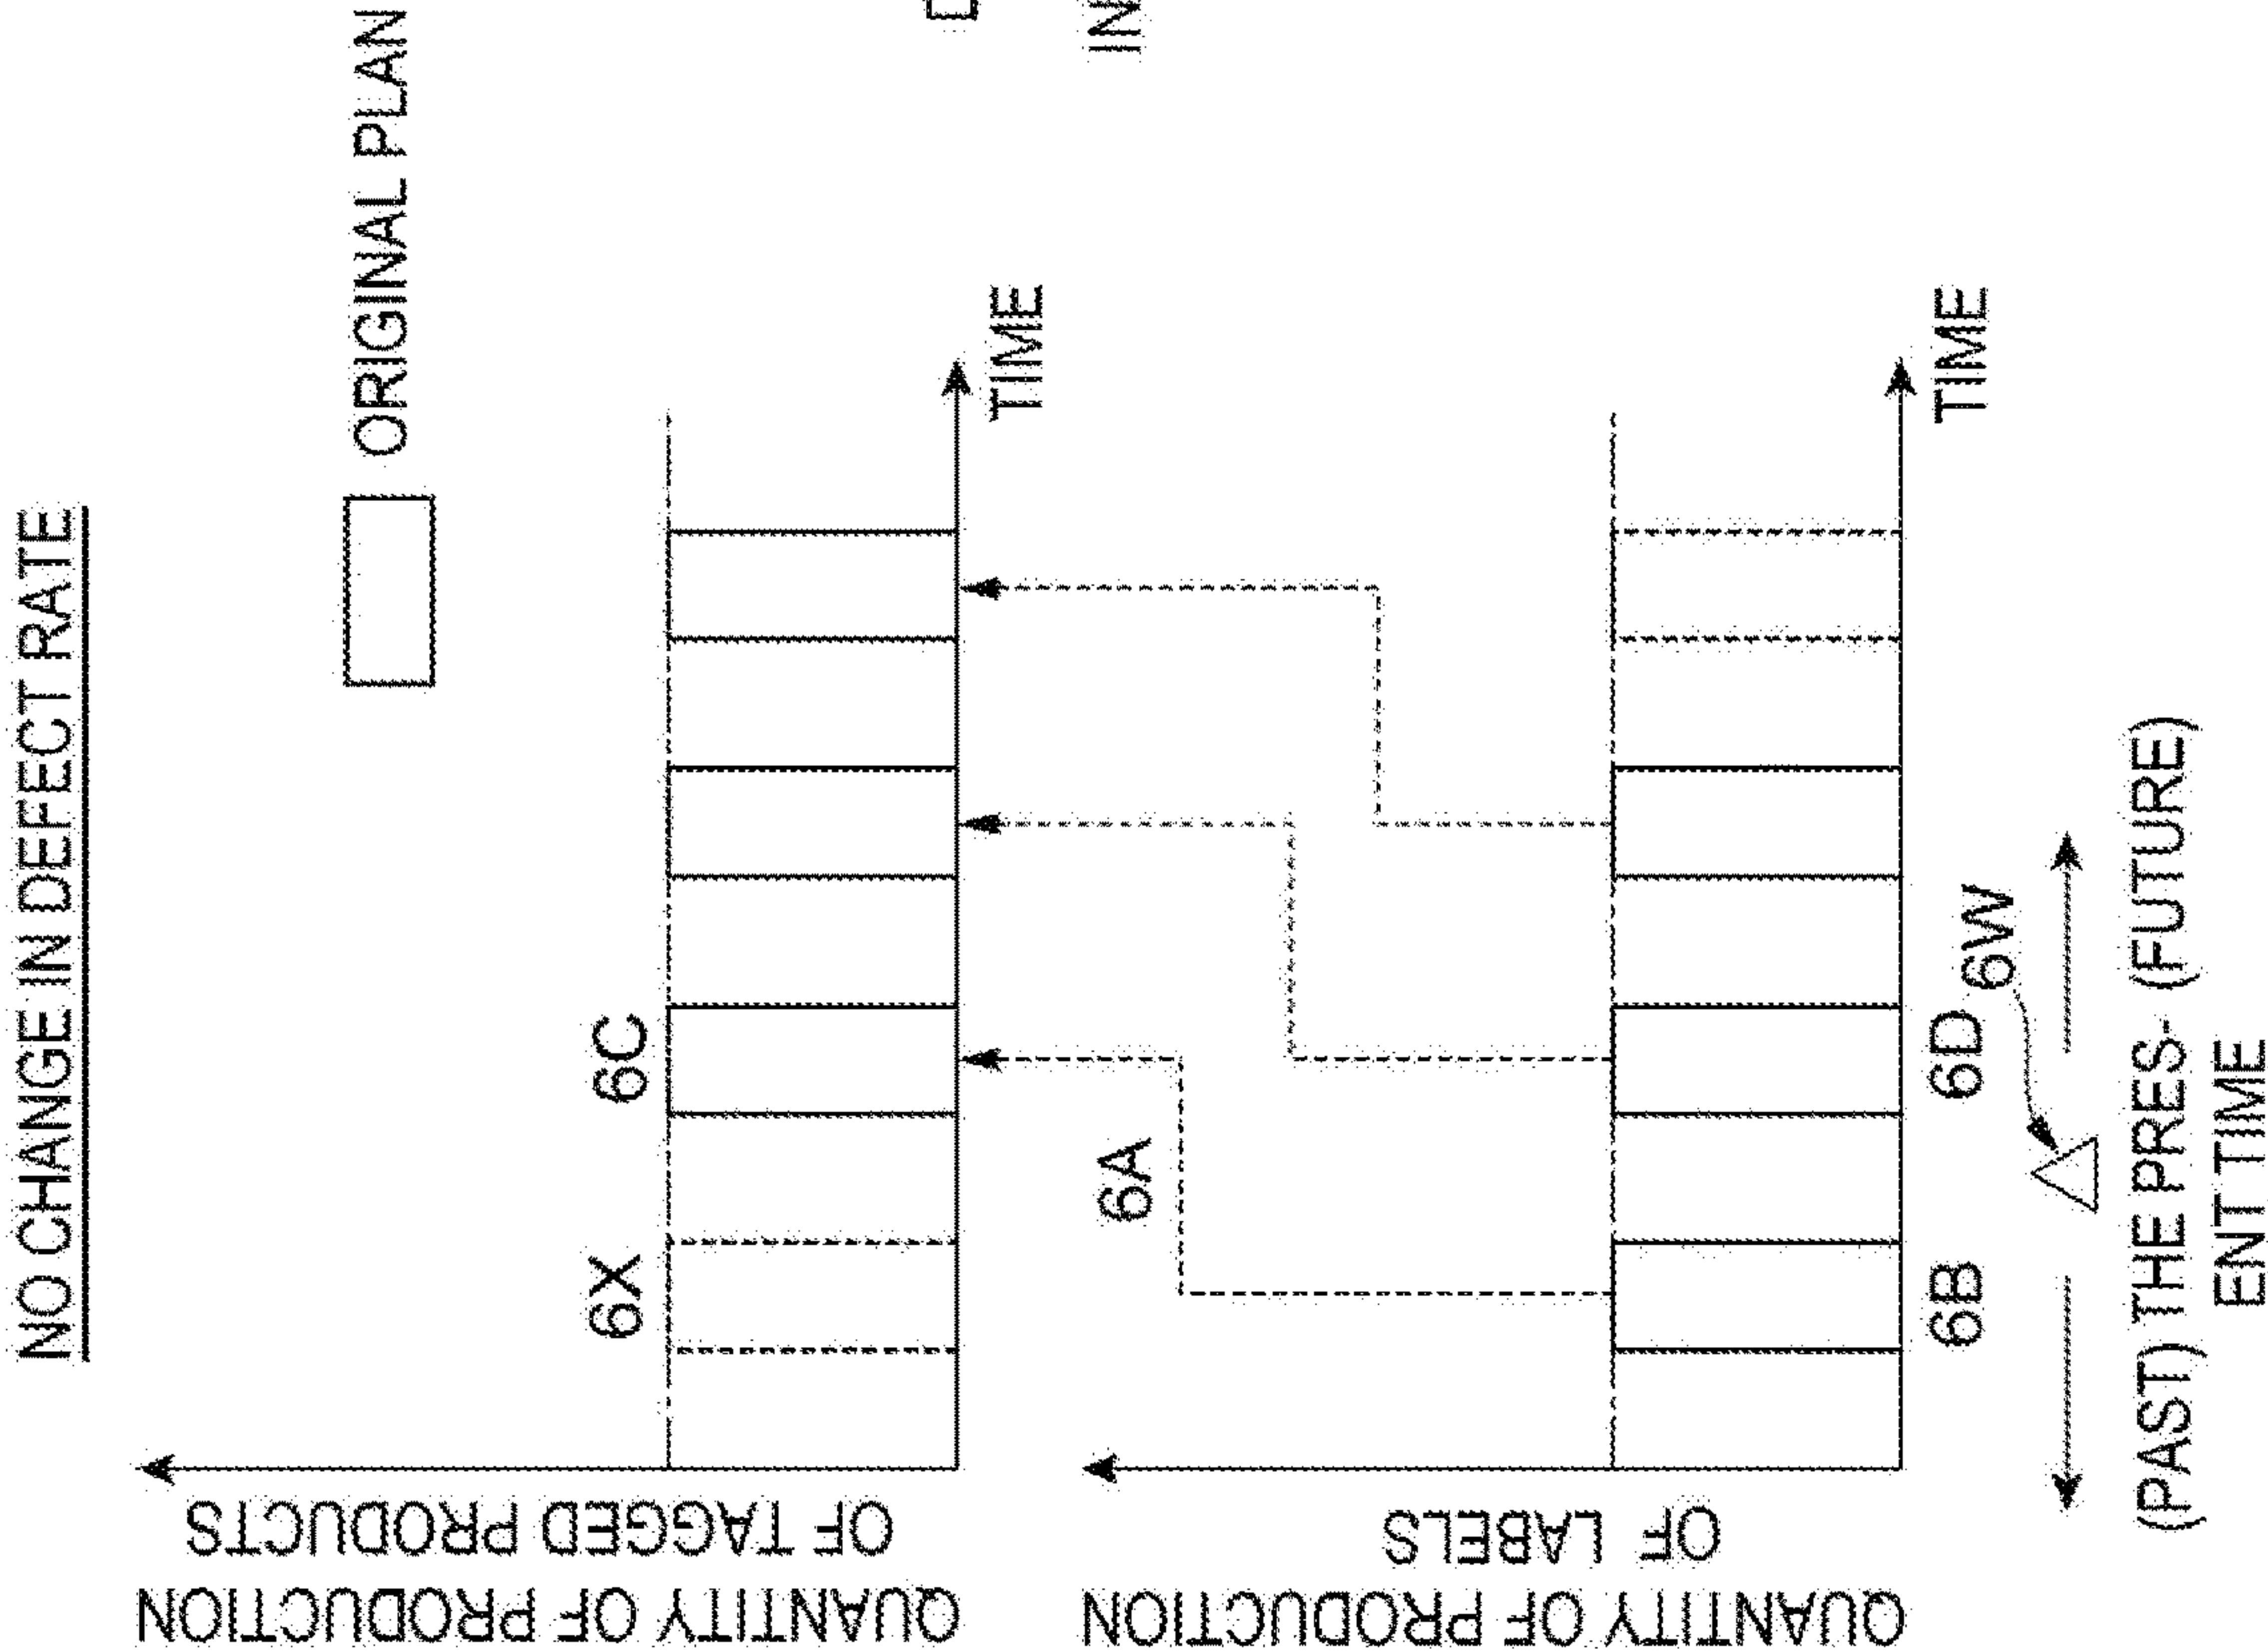 NO CHANGE IN DEFECT RATE
ORIGINAL PLAN
QUANTITY OF PRODUCTION
OF TAGGED PRODUCTS
6X
6C
TIME
6A
IN
QUANTITY OF PRODUCTION
OF LABELS
6B
6D
6W
TIME
(PAST) THE PRES- (FUTURE)
ENT TIME